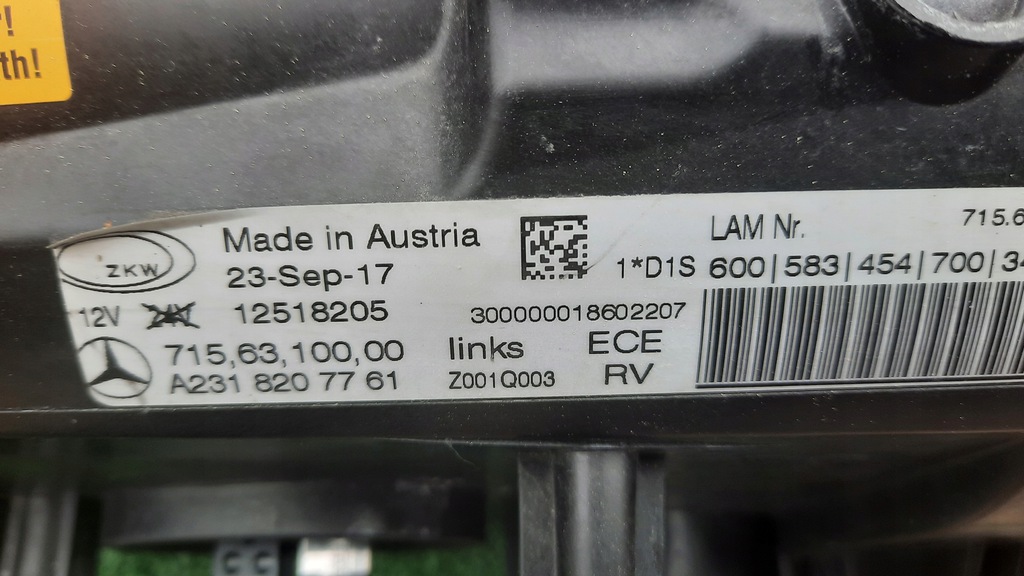 !
th!
ZKW
Made in Austria
23-Sep-17
12V 24V 12518205
715,63,100,00
A231 820 77 61
300000018602207
links ECE
Z001Q003 RV
LAM Nr. 715.6
1*D1S 600|583|454|700|34